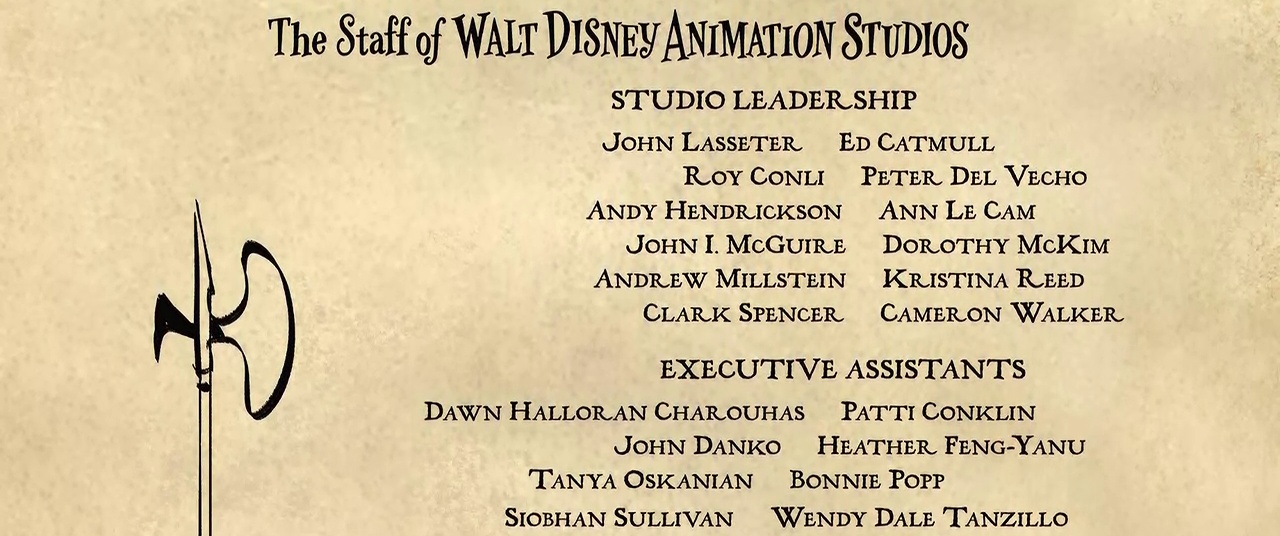 The Staff of WALT DISNEY ANIMATION STUDIOS
STUDIO LEADERSHIP
JOHN LASSETER ED CATMULL
ROY CONLI PETER DEL VECHO
ANDY HENDRICKSON ANN LE CAM
JOHN I. MCGUIRE DOROTHY MCKIM
ANDREW MILLSTEIN KRISTINA REED
CLARK SPENCER CAMERON WALKER
EXECUTIVE ASSISTANTS
DAWN HALLORAN CHAROUHAS PATTI CONKLIN
JOHN DANKO HEATHER FENG-YANU
TANYA OSKANIAN BONNIE POPP
SIOBHAN SULLIVAN WENDY DALE TANZILLO